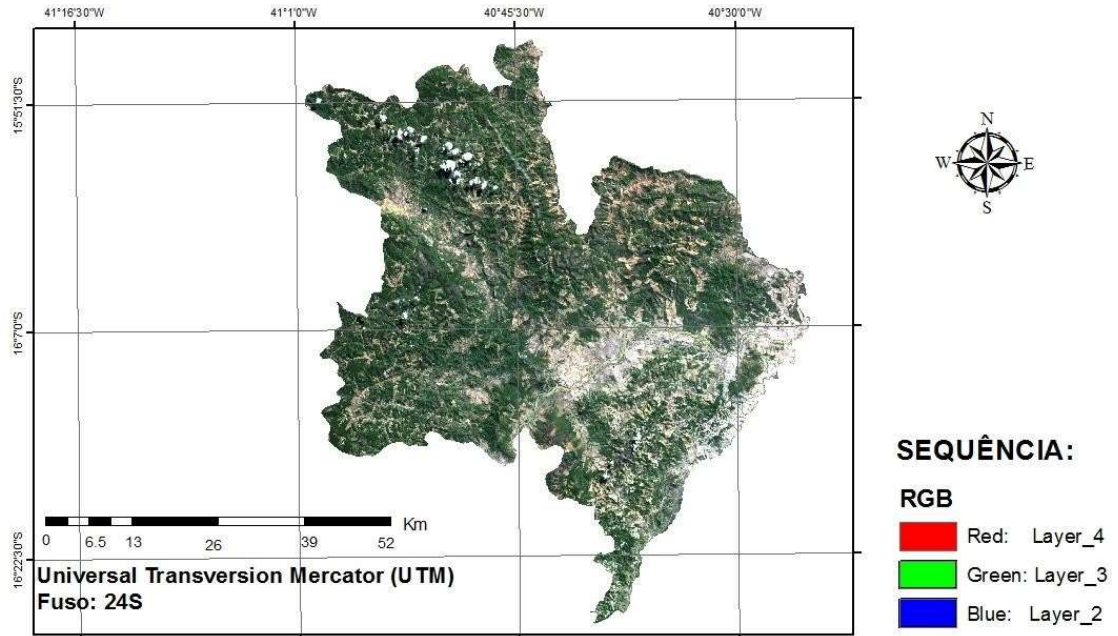 41°16'30"W 41°1'0"W 40°45'30"W 40°30'0"W
15°51'30"S
N
W E
S
16°7'0"S
SEQUÊNCIA:
RGB
Red: Layer_4
Green: Layer_3
Blue: Layer_2
Km
0 6.5 13 26 39 52
16°22'30"S
Universal Transversion Mercator (UTM)
Fuso: 24S